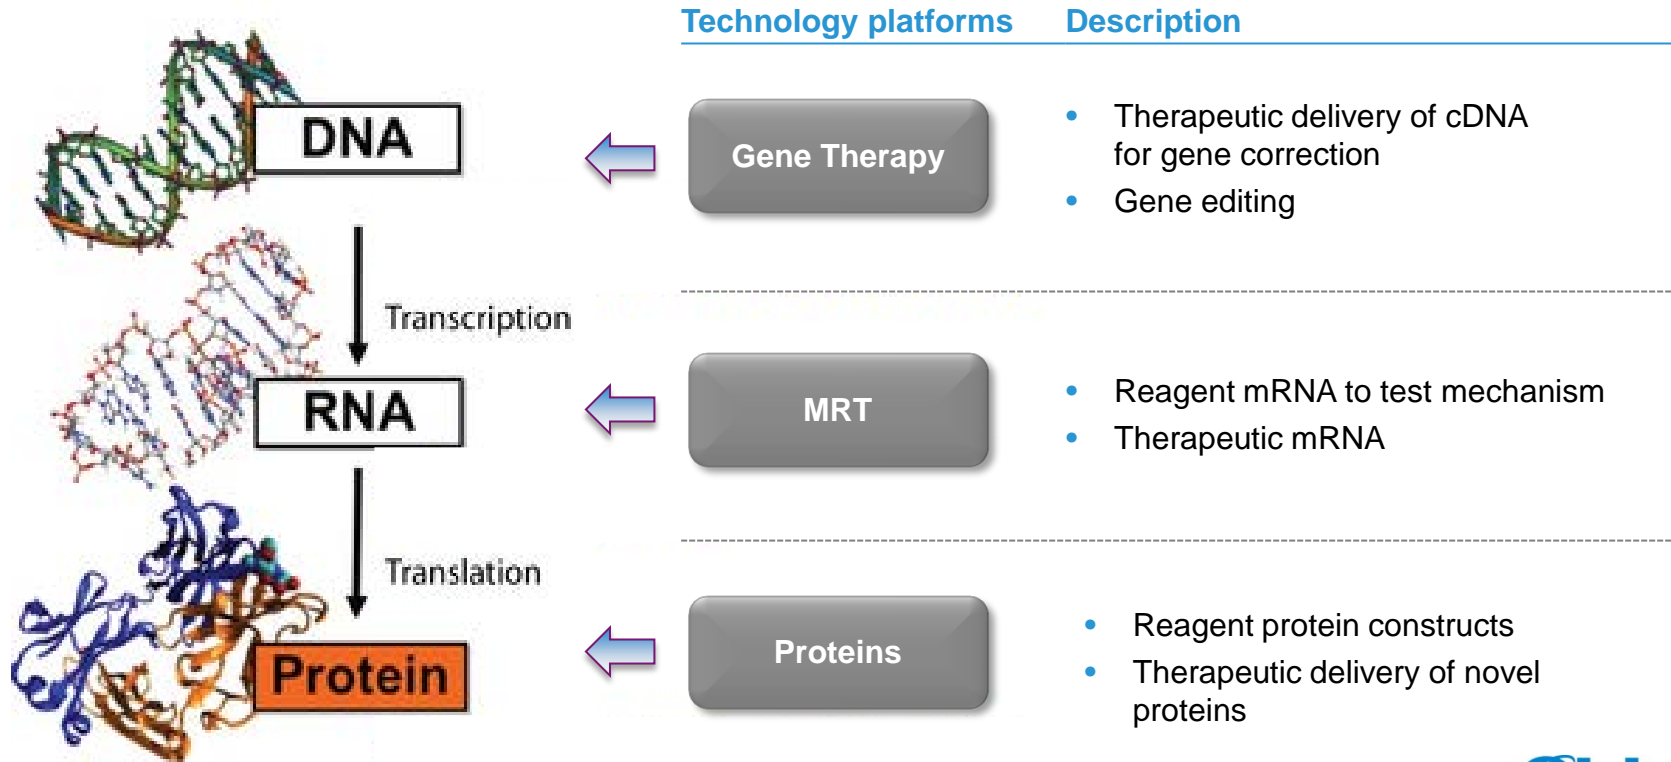 Technology platforms
Description
DNA
Gene Therapy
• Therapeutic delivery of cDNA
for gene correction
• Gene editing
Transcription
RNA
MRT
• Reagent mRNA to test mechanism
• Therapeutic mRNA
Translation
Protein
Proteins
• Reagent protein constructs
• Therapeutic delivery of novel
proteins